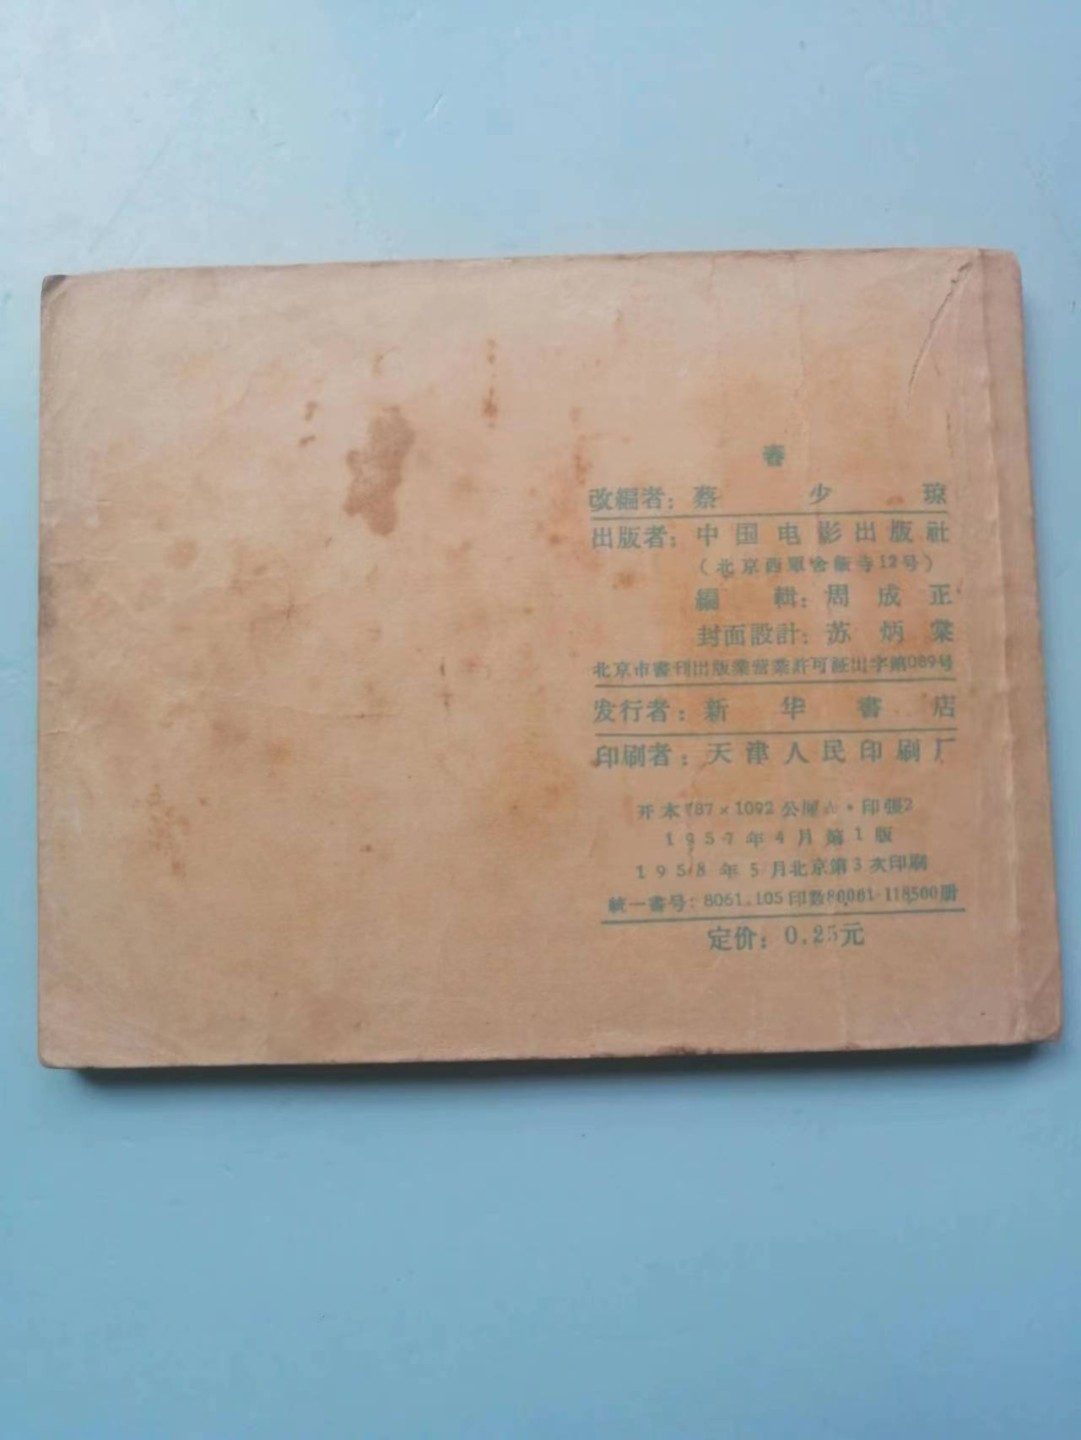 春
改編者：蔡少琼
出版者：中国电影出版社
（北京西單舍飯寺12号）
編輯：周成正
封面設計：苏炳棠
北京市書刊出版業营業許可証出字第089号
发行者：新华書店
印刷者：天津人民印刷厂
开本787×1092公厘 · 印張2
1957年4月第1版
1958年5月北京第3次印刷
統一書号：8061.105印数80001-118500册
定价：0.25元